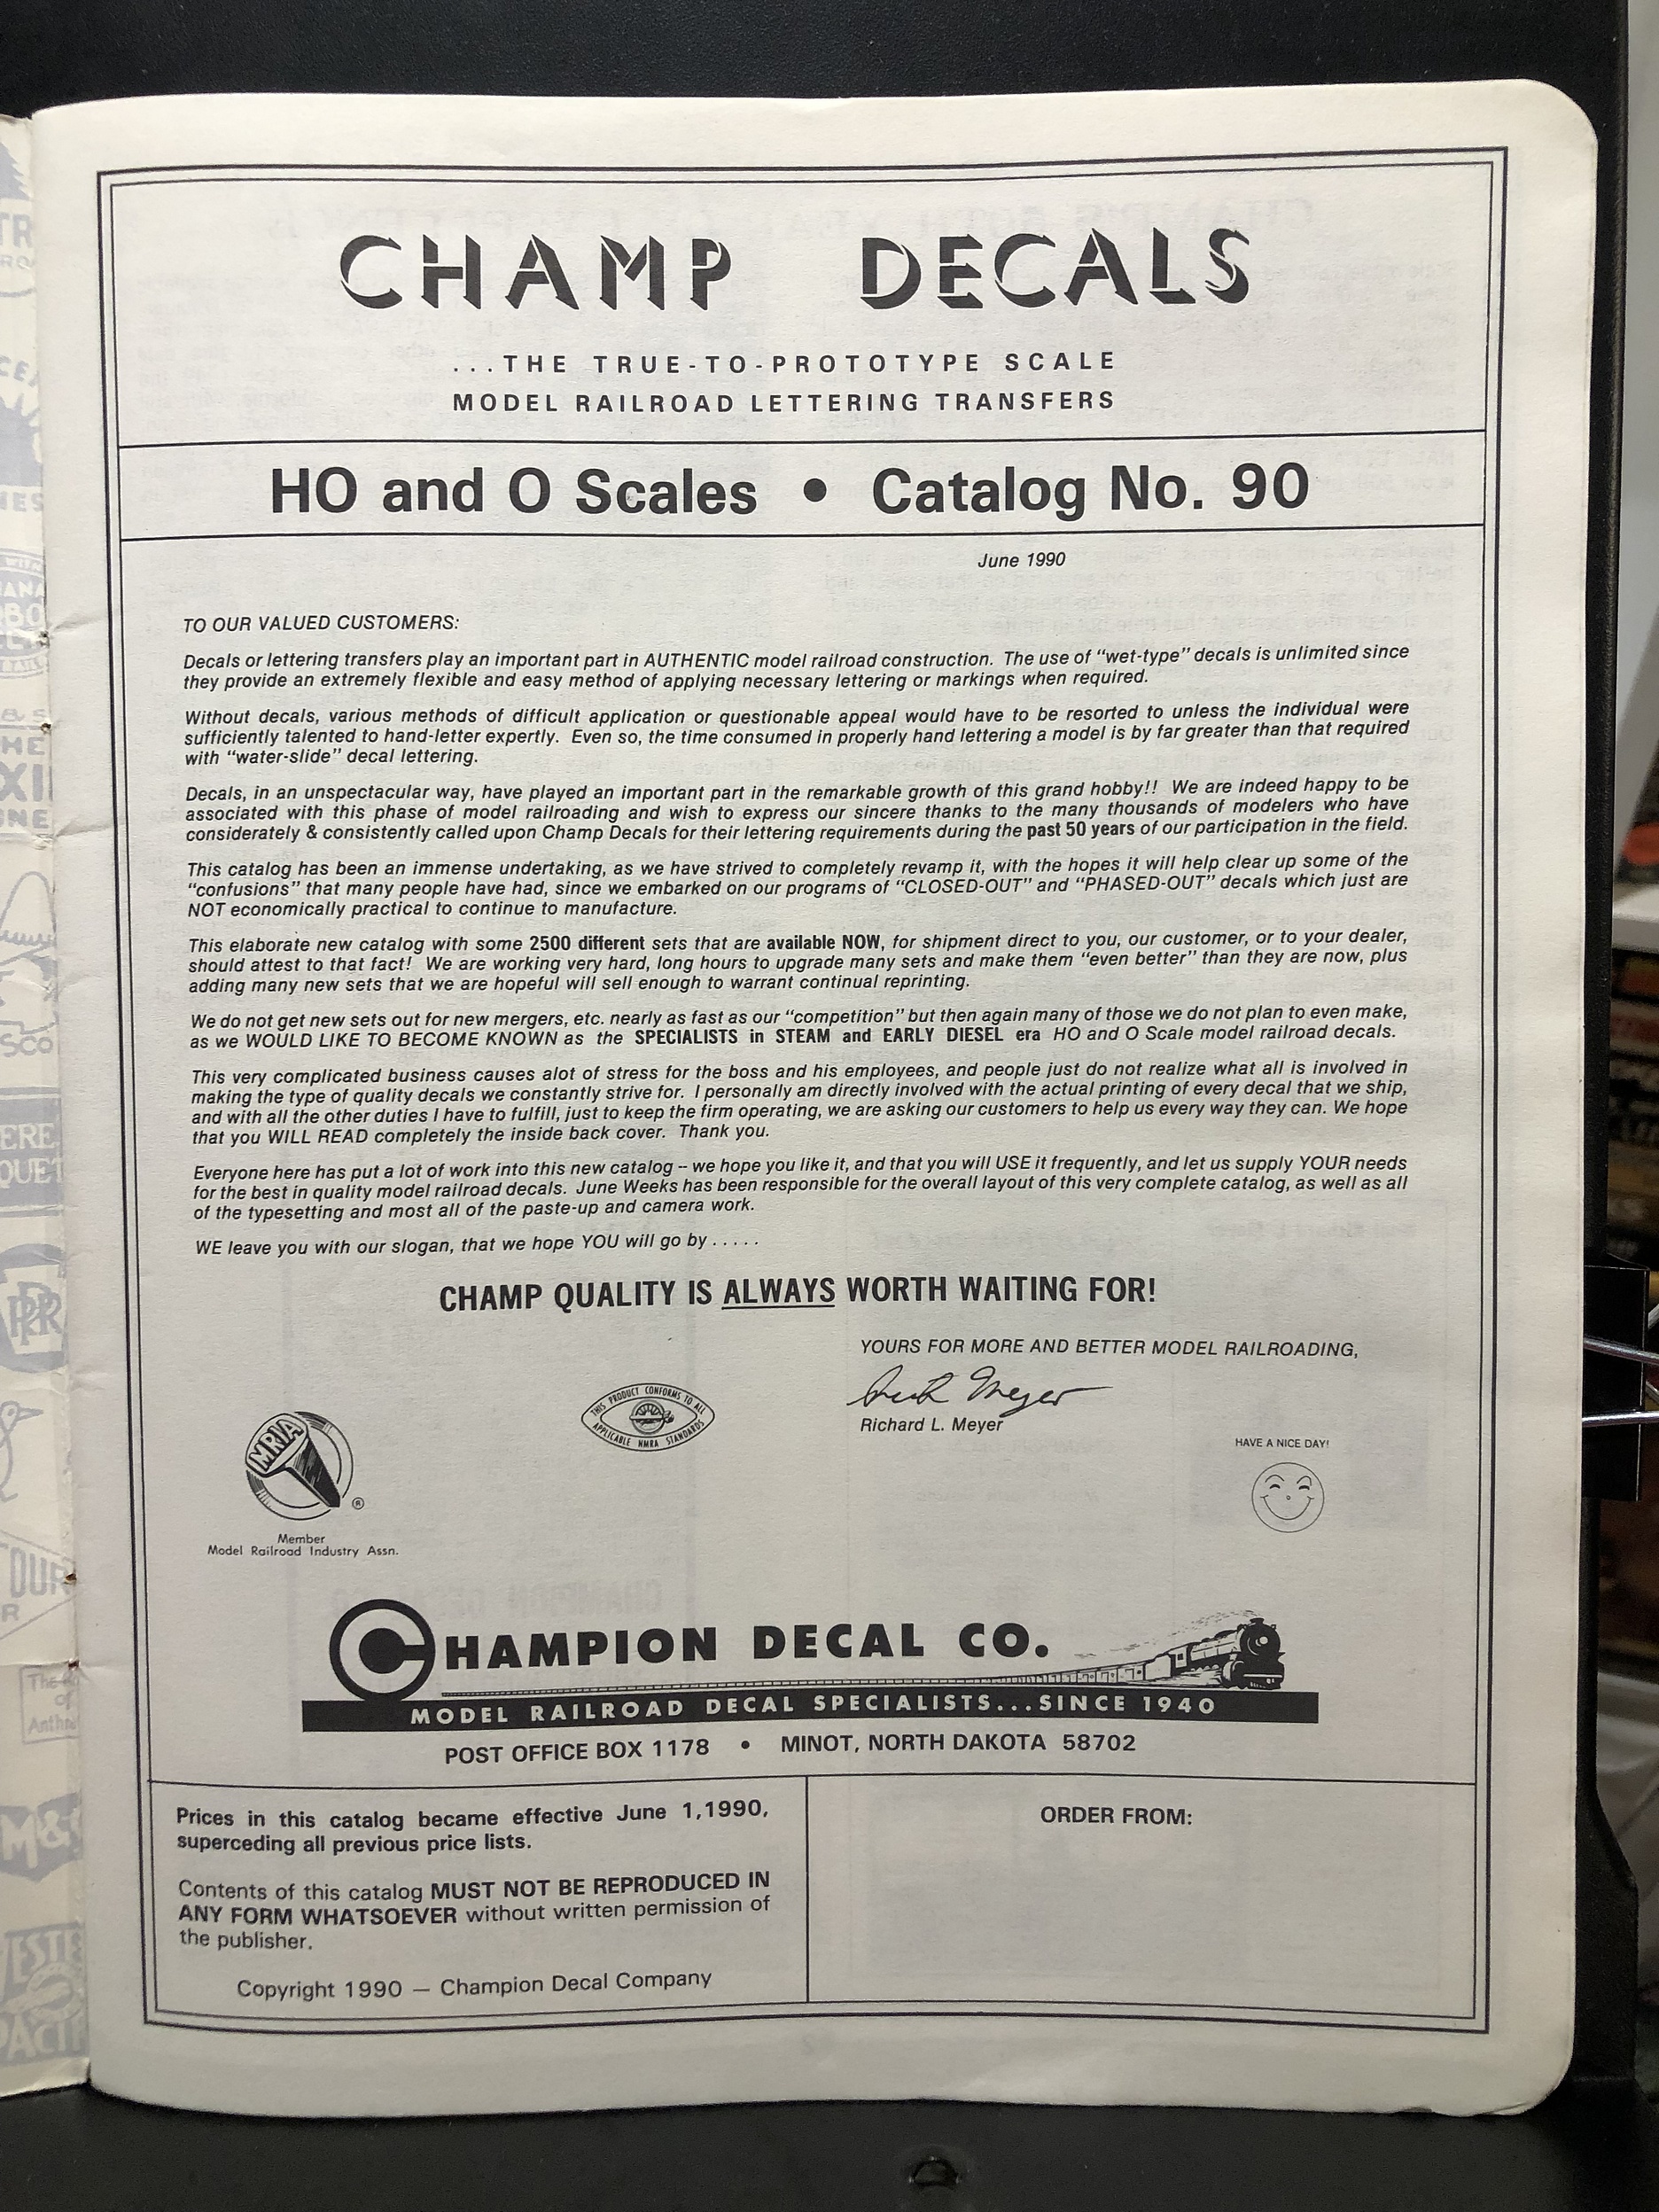 CHAMP DECALS
...THE TRUE-TO-PROTOTYPE SCALE
MODEL RAILROAD LETTERING TRANSFERS
HO and O Scales • Catalog No. 90
June 1990
TO OUR VALUED CUSTOMERS:
Decals or lettering transfers play an important part in AUTHENTIC model railroad construction. The use of “wet-type” decals is unlimited since
they provide an extremely flexible and easy method of applying necessary lettering or markings when required.
Without decals, various methods of difficult application or questionable appeal would have to be resorted to unless the individual were
sufficiently talented to hand-letter expertly. Even so, the time consumed in properly hand lettering a model is by far greater than that required
with “water-slide” decal lettering.
Decals, in an unspectacular way, have played an important part in the remarkable growth of this grand hobby!! We are indeed happy to be
associated with this phase of model railroading and wish to express our sincere thanks to the many thousands of modelers who have
considerately & consistently called upon Champ Decals for their lettering requirements during the past 50 years of our participation in the field.
This catalog has been an immense undertaking, as we have strived to completely revamp it, with the hopes it will help clear up some of the
“confusions” that many people have had, since we embarked on our programs of “CLOSED-OUT” and “PHASED-OUT” decals which just are
NOT economically practical to continue to manufacture.
This elaborate new catalog with some 2500 different sets that are available NOW, for shipment direct to you, our customer, or to your dealer,
should attest to that fact! We are working very hard, long hours to upgrade many sets and make them “even better” than they are now, plus
adding many new sets that we are hopeful will sell enough to warrant continual reprinting.
We do not get new sets out for new mergers, etc. nearly as fast as our “competition” but then again many of those we do not plan to even make,
as we WOULD LIKE TO BECOME KNOWN as the SPECIALISTS in STEAM and EARLY DIESEL era HO and O Scale model railroad decals.
This very complicated business causes alot of stress for the boss and his employees, and people just do not realize what all is involved in
making the type of quality decals we constantly strive for. I personally am directly involved with the actual printing of every decal that we ship,
and with all the other duties I have to fulfill, just to keep the firm operating, we are asking our customers to help us every way they can. We hope
that you WILL READ completely the inside back cover. Thank you.
Everyone here has put a lot of work into this new catalog -- we hope you like it, and that you will USE it frequently, and let us supply YOUR needs
for the best in quality model railroad decals. June Weeks has been responsible for the overall layout of this very complete catalog, as well as all
of the typesetting and most all of the paste-up and camera work.
WE leave you with our slogan, that we hope YOU will go by . . . . .
CHAMP QUALITY IS ALWAYS WORTH WAITING FOR!
YOURS FOR MORE AND BETTER MODEL RAILROADING,
Richard L. Meyer
THIS PRODUCT CONFORMS TO ALL
APPLICABLE NMRA STANDARDS
HAVE A NICE DAY!
MRIA
®
Member
Model Railroad Industry Assn.
CHAMPION DECAL CO.
MODEL RAILROAD DECAL SPECIALISTS...SINCE 1940
POST OFFICE BOX 1178 • MINOT, NORTH DAKOTA 58702
Prices in this catalog became effective June 1,1990,
superceding all previous price lists.
Contents of this catalog MUST NOT BE REPRODUCED IN
ANY FORM WHATSOEVER without written permission of
the publisher.
Copyright 1990 — Champion Decal Company
ORDER FROM: